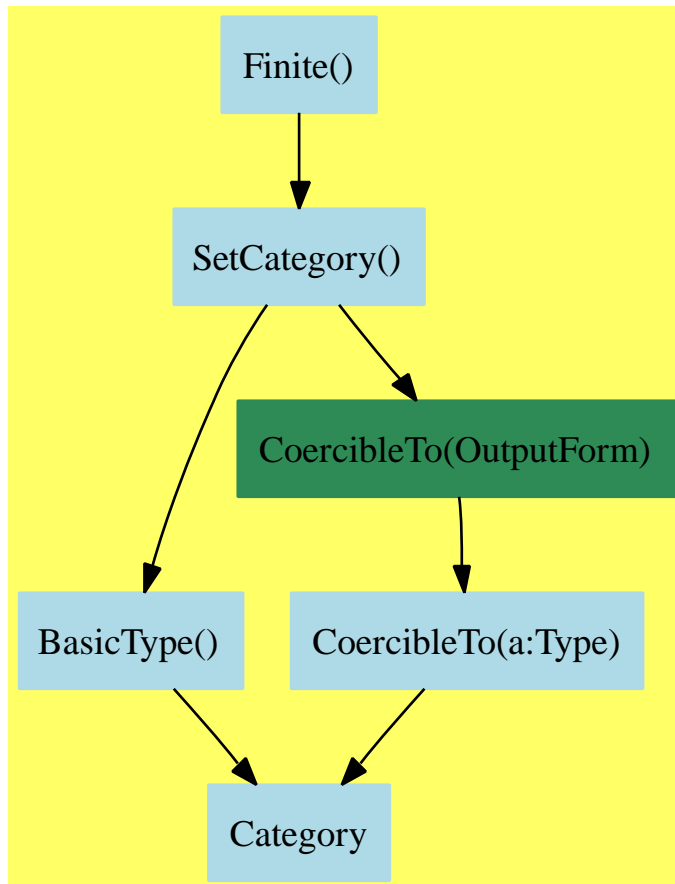 Finite()
SetCategory()
CoercibleTo(OutputForm)
BasicType()
CoercibleTo(a:Type)
Category